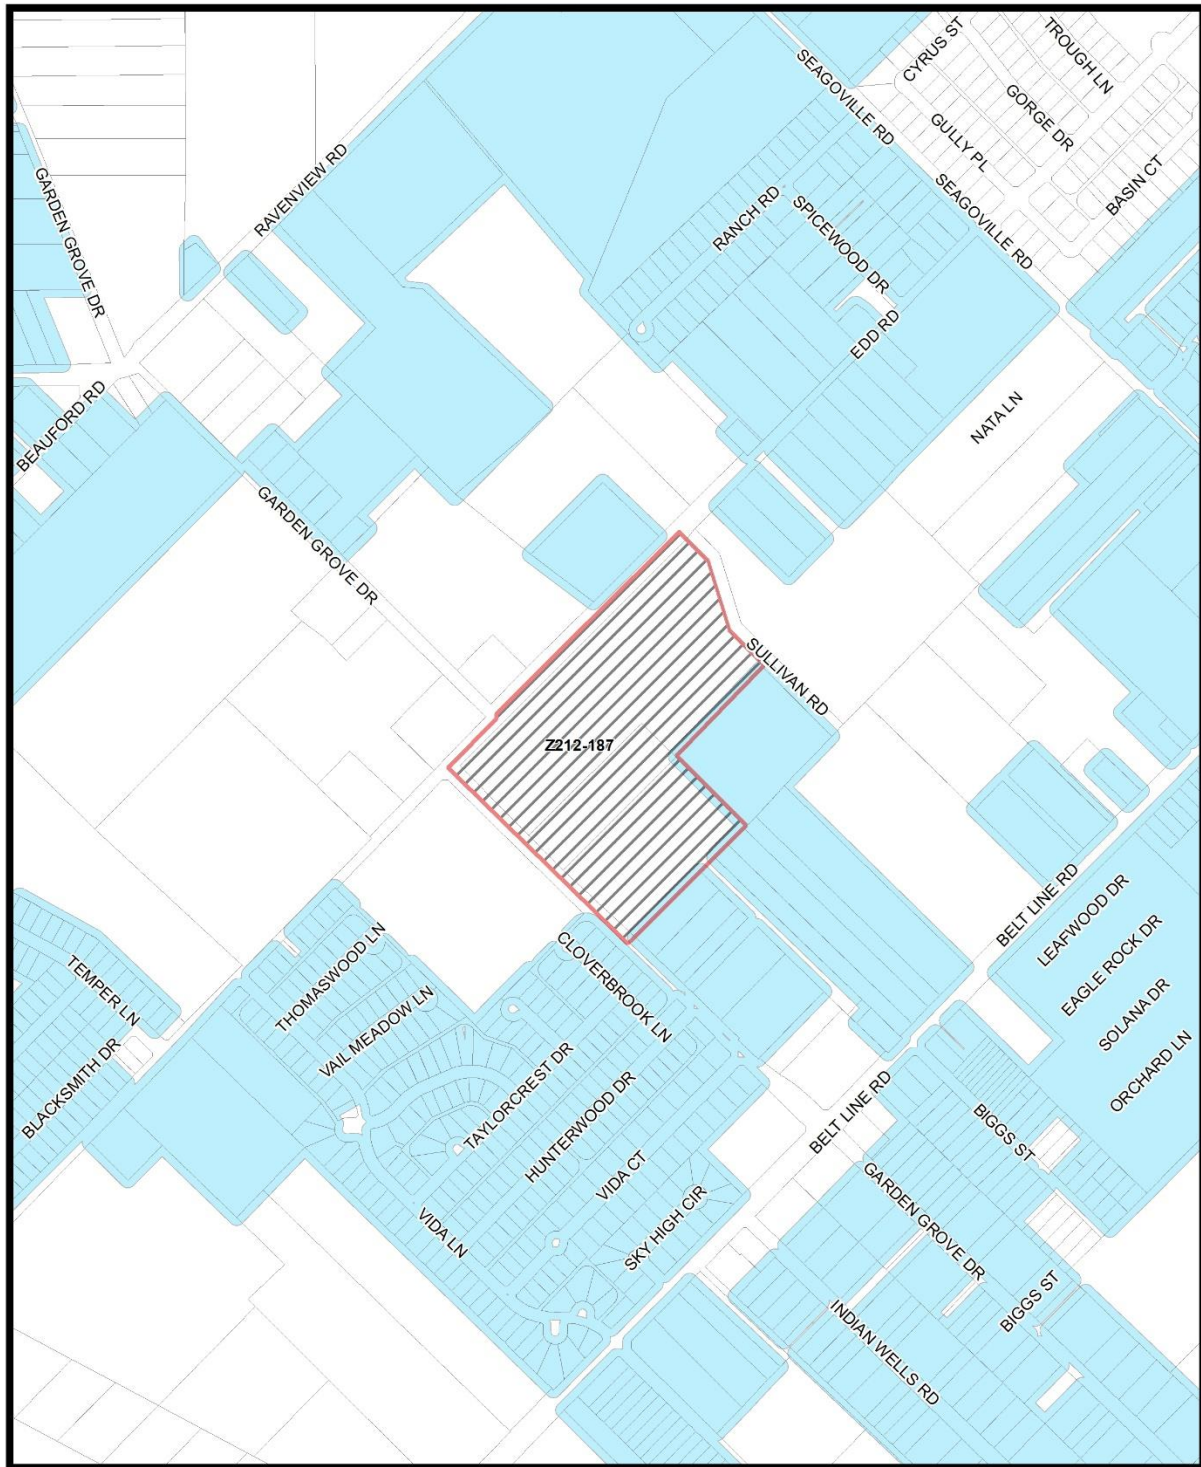 CYRUS ST
TROUGH LN
SEAGOVILLE RD
GORGE DR
GULLY PL
RAVENVIEW RD
GARDEN GROVE DR
BASIN CT
RANCH RD
SPICEWOOD DR
SEAGOVILLE RD
EDD RD
BEAUFORD RD
NATA LN
GARDEN GROVE DR
SULLIVAN RD
Z212-187
BELT LINE RD
LEAFWOOD DR
EAGLE ROCK DR
SOLANA DR
ORCHARD LN
TEMPER LN
THOMASWOOD LN
CLOVERBROOK LN
VAIL MEADOW LN
BLACKSMITH DR
TAYLORCREST DR
HUNTERWOOD DR
BELT LINE RD
BIGGS ST
VIDA CT
SKY HIGH CIR
VIDA LN
GARDEN GROVE DR
BIGGS ST
INDIAN WELLS RD